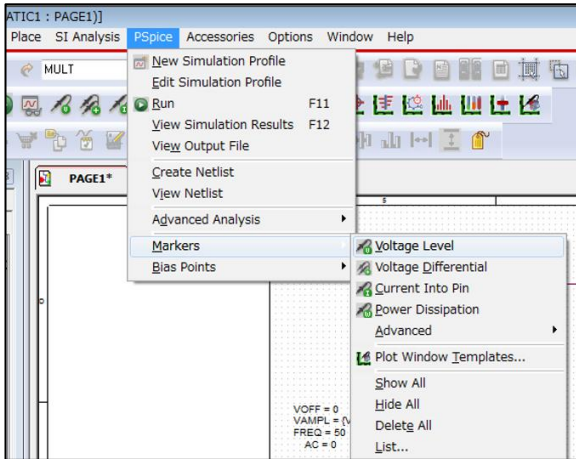 ATIC1 : PAGE1)]
Place SI Analysis PSpice Accessories Options Window Help
MULT
New Simulation Profile
Edit Simulation Profile
Run F11
View Simulation Results F12
View Output File
PAGE1*
Create Netlist
View Netlist
5
Advanced Analysis
Markers
Bias Points
Voltage Level
Voltage Differential
Current Into Pin
Power Dissipation
Advanced
Plot Window Templates...
Show All
Hide All
Delete All
List...
VOFF = 0
VAMPL = {V
FREQ = 50
AC = 0